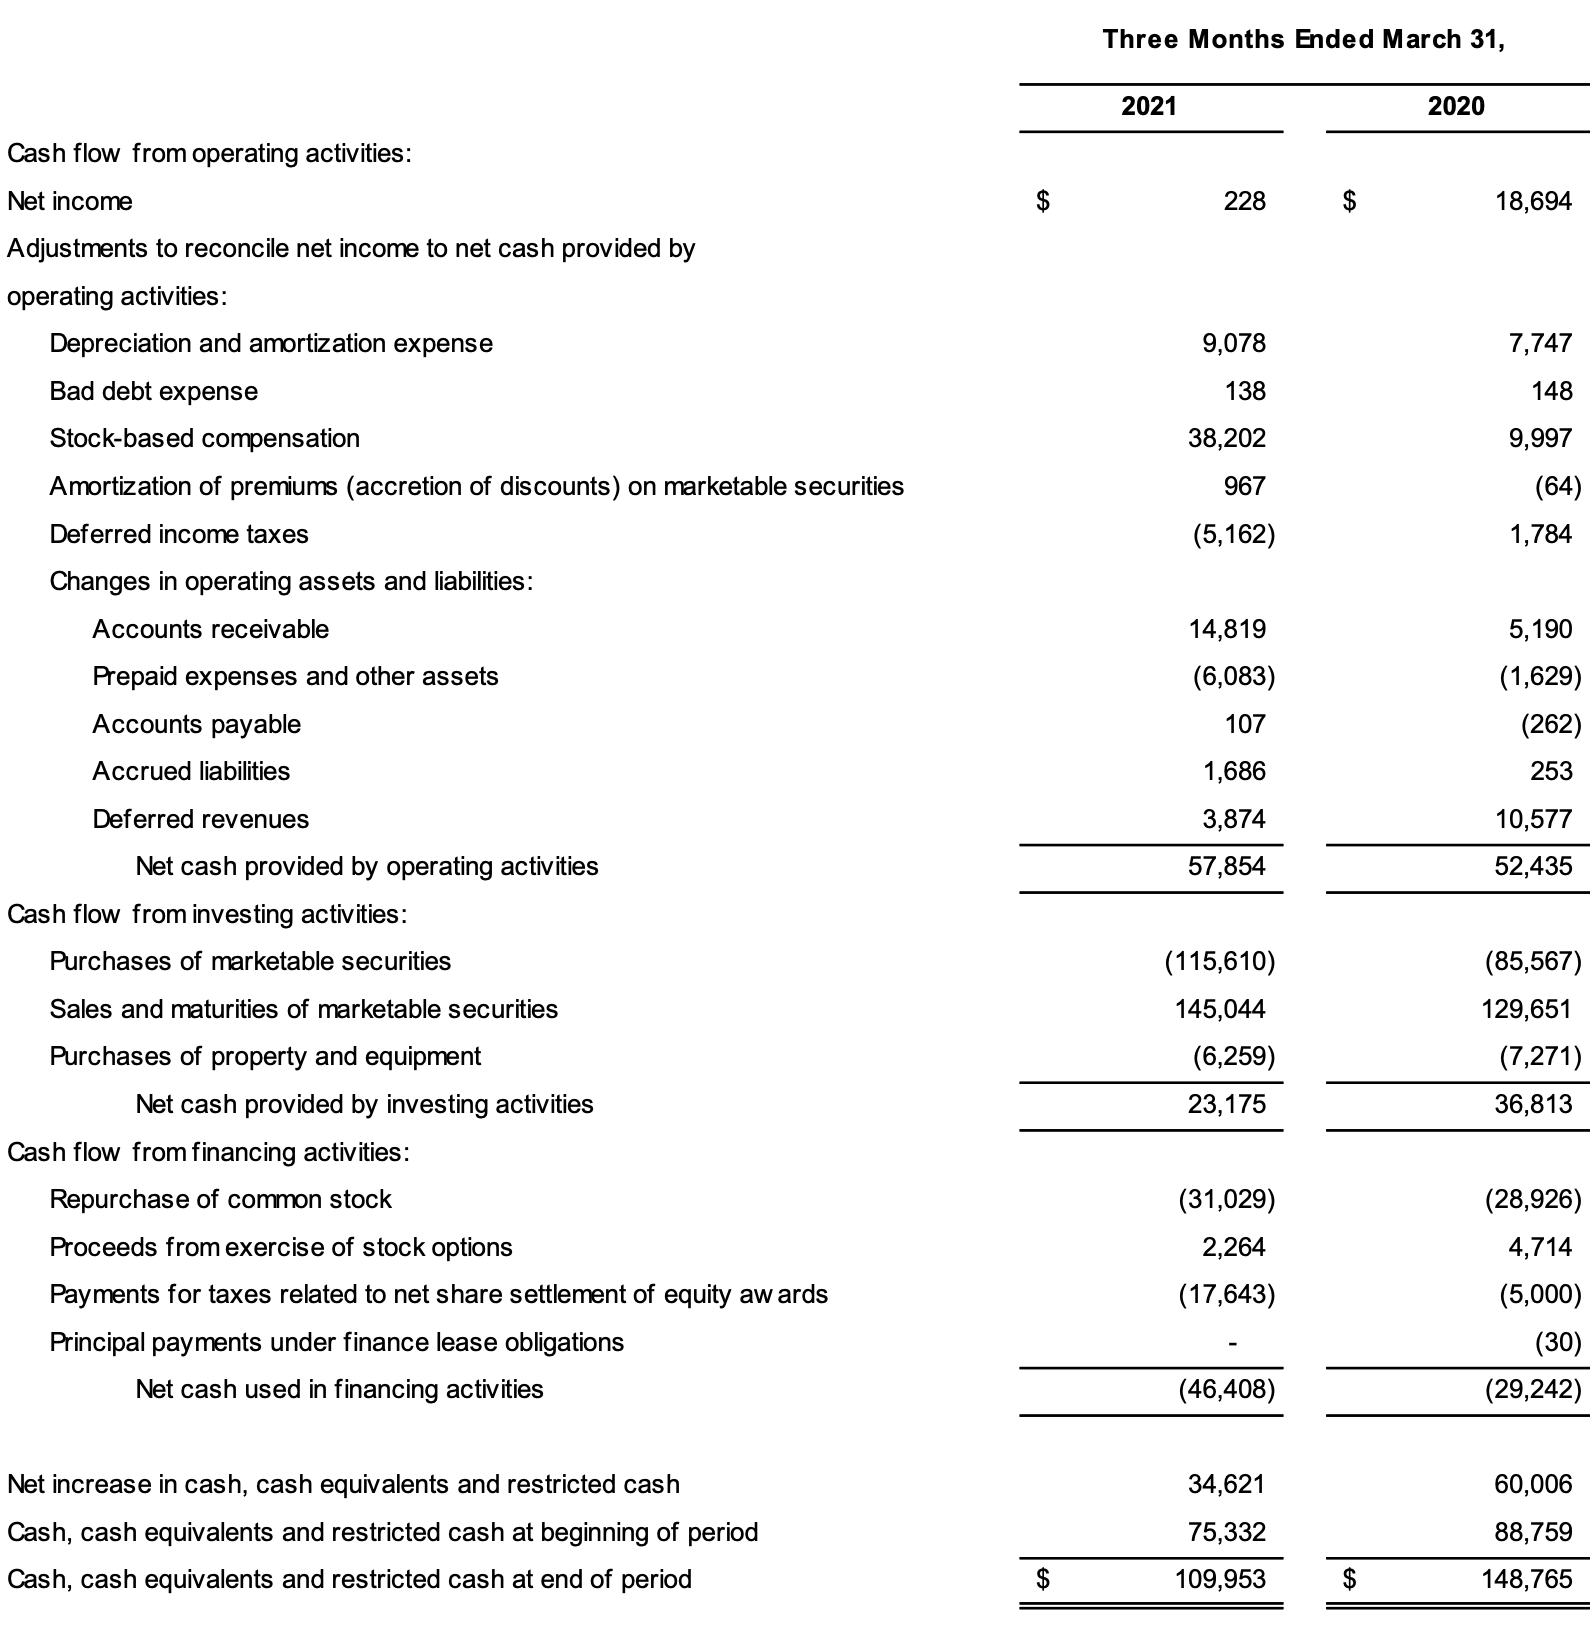 Three Months Ended March 31,
2021 2020
Cash flow from operating activities:
Net income $ 228 $ 18,694
Adjustments to reconcile net income to net cash provided by
operating activities:
Depreciation and amortization expense 9,078 7,747
Bad debt expense 138 148
Stock-based compensation 38,202 9,997
Amortization of premiums (accretion of discounts) on marketable securities 967 (64)
Deferred income taxes (5,162) 1,784
Changes in operating assets and liabilities:
Accounts receivable 14,819 5,190
Prepaid expenses and other assets (6,083) (1,629)
Accounts payable 107 (262)
Accrued liabilities 1,686 253
Deferred revenues 3,874 10,577
Net cash provided by operating activities 57,854 52,435
Cash flow from investing activities:
Purchases of marketable securities (115,610) (85,567)
Sales and maturities of marketable securities 145,044 129,651
Purchases of property and equipment (6,259) (7,271)
Net cash provided by investing activities 23,175 36,813
Cash flow from financing activities:
Repurchase of common stock (31,029) (28,926)
Proceeds from exercise of stock options 2,264 4,714
Payments for taxes related to net share settlement of equity awards (17,643) (5,000)
Principal payments under finance lease obligations - (30)
Net cash used in financing activities (46,408) (29,242)
Net increase in cash, cash equivalents and restricted cash 34,621 60,006
Cash, cash equivalents and restricted cash at beginning of period 75,332 88,759
Cash, cash equivalents and restricted cash at end of period $ 109,953 $ 148,765